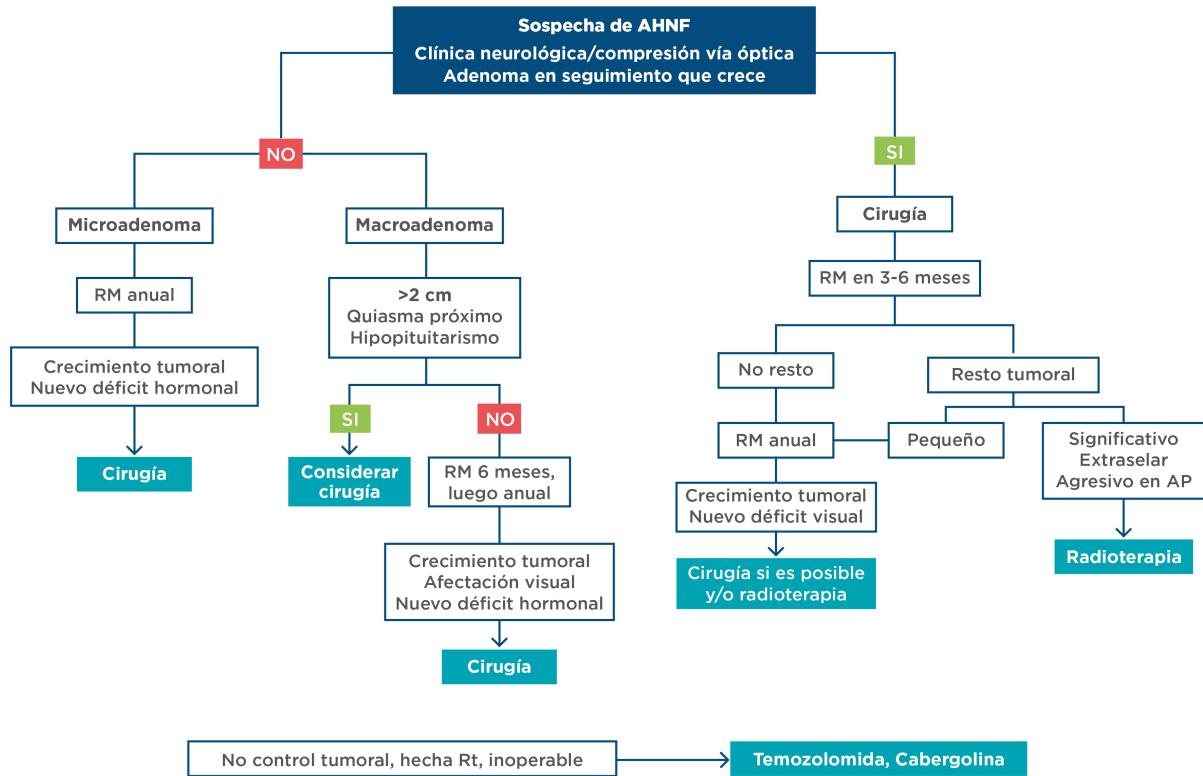 Sospecha de AHNF
Clínica neurológica/compresión vía óptica
Adenoma en seguimiento que crece
NO
SI
Microadenoma
Macroadenoma
Cirugía
RM anual
>2 cm
Quiasma próximo
Hipopituitarismo
RM en 3-6 meses
Crecimiento tumoral
Nuevo déficit hormonal
No resto
Resto tumoral
SI
NO
RM anual
Pequeño
Significativo
Extraselar
Agresivo en AP
Cirugía
Considerar
cirugía
RM 6 meses,
luego anual
Crecimiento tumoral
Nuevo déficit visual
Crecimiento tumoral
Afectación visual
Nuevo déficit hormonal
Cirugía si es posible
y/o radioterapia
Radioterapia
Cirugía
No control tumoral, hecha Rt, inoperable
Temozolomida, Cabergolina